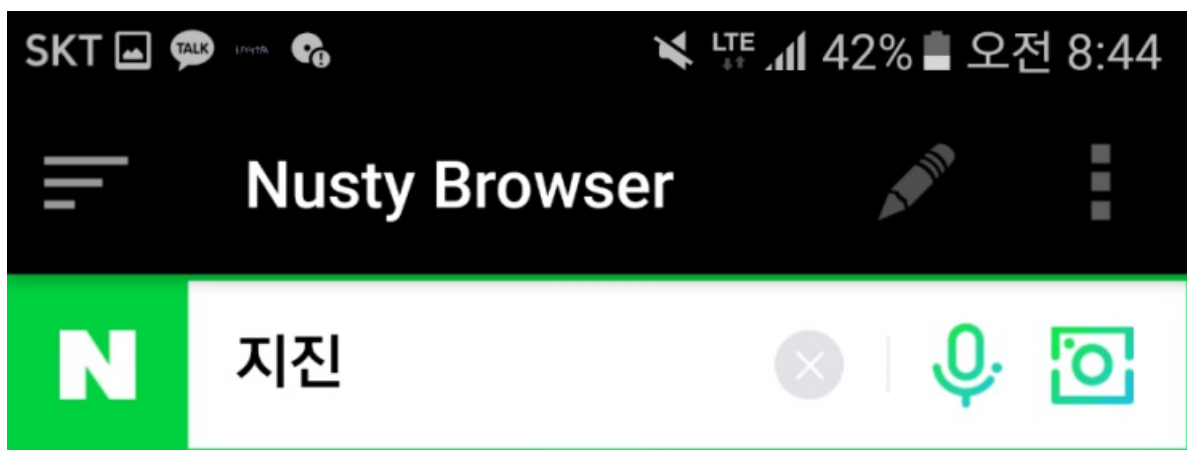 SKT TALK LTE 42% 오전 8:44
Nusty Browser
N 지진